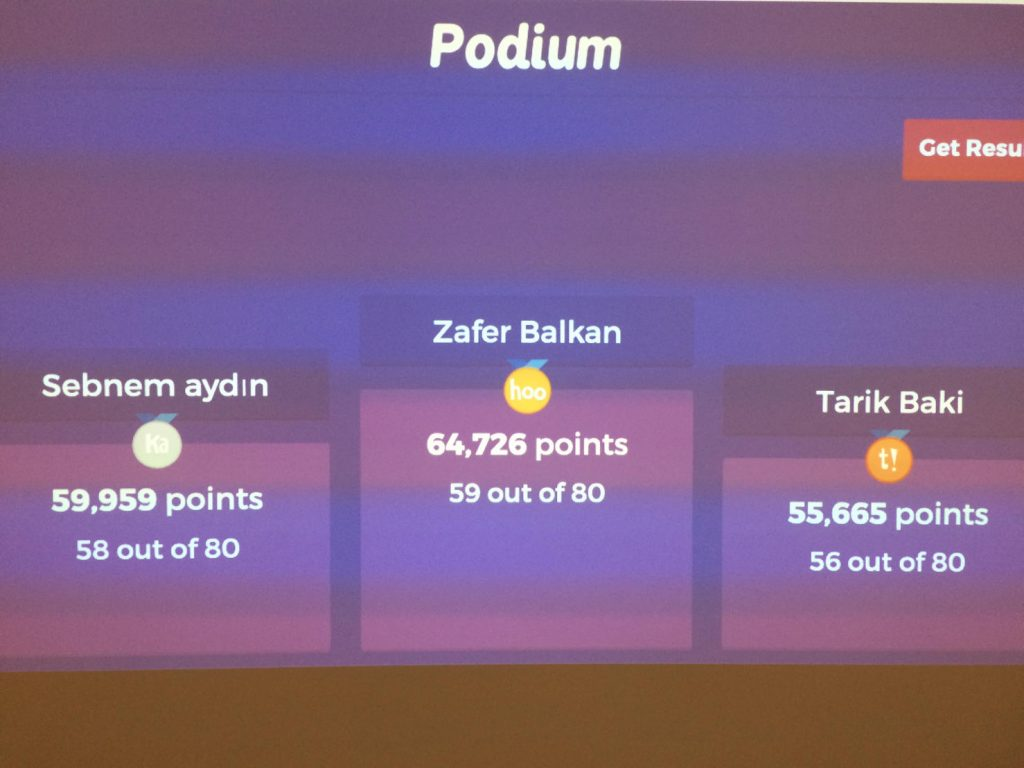 Podium
Get Resu
Zafer Balkan
hoo
64,726 points
59 out of 80
Sebnem aydın
Ka
59,959 points
58 out of 80
Tarik Baki
t!
55,665 points
56 out of 80